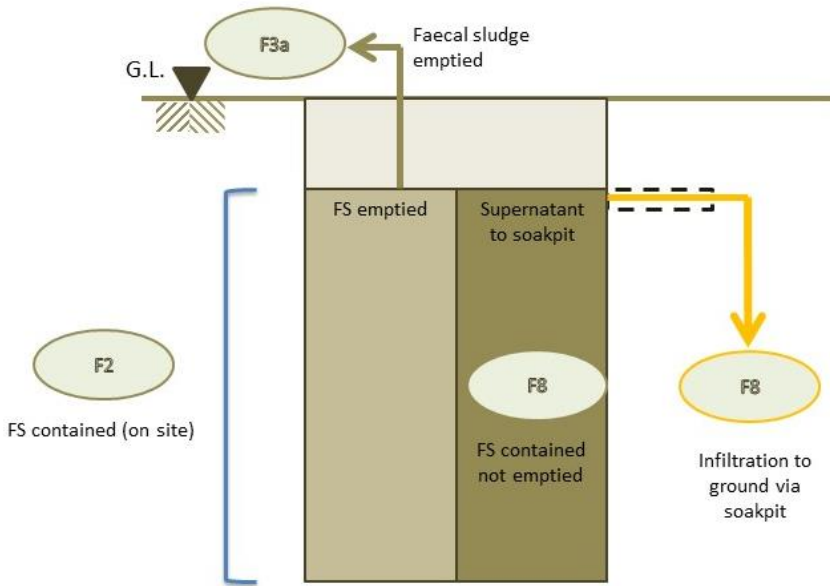 F3a
Faecal sludge
emptied
G.L.
FS emptied
Supernatant
to soakpit
F2
FS contained (on site)
F8
FS contained
not emptied
F8
Infiltration to
ground via
soakpit